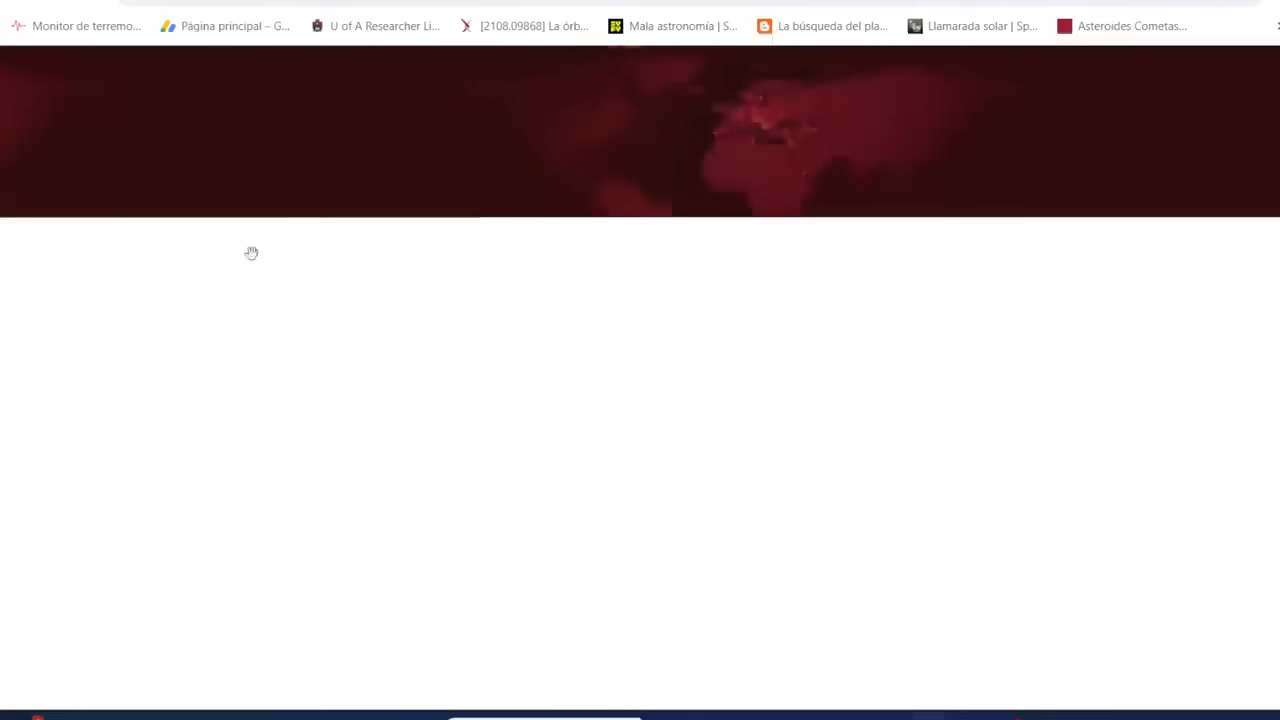 Monitor de terremo... Página principal – G... U of A Researcher Li... [2108.09868] La órb... Mala astronomía | S... La búsqueda del pla... Llamarada solar | Sp... Asteroides Cometas...